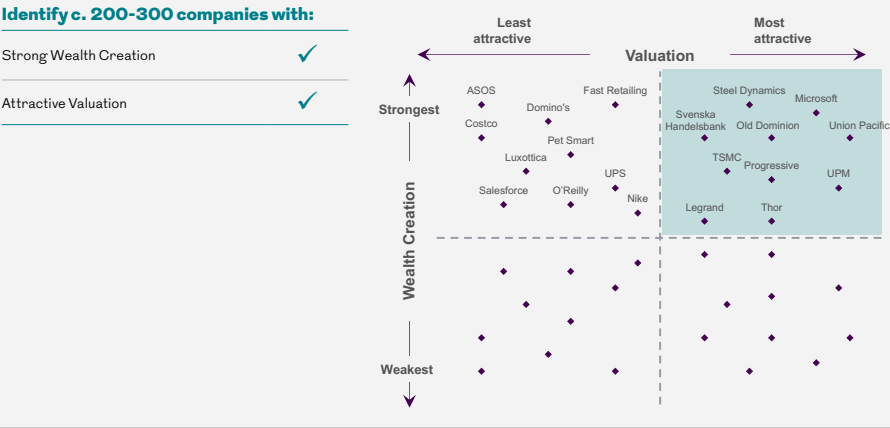 Identify c. 200-300 companies with:
Strong Wealth Creation
Attractive Valuation
Least
attractive
Most
attractive
Valuation
Strongest
Wealth Creation
Weakest
ASOS
Fast Retailing
Domino's
Costco
Pet Smart
Luxottica
UPS
Salesforce
O'Reilly
Nike
Steel Dynamics
Microsoft
Svenska
Handelsbank
Old Dominion
Union Pacific
TSMC
Progressive
UPM
Legrand
Thor